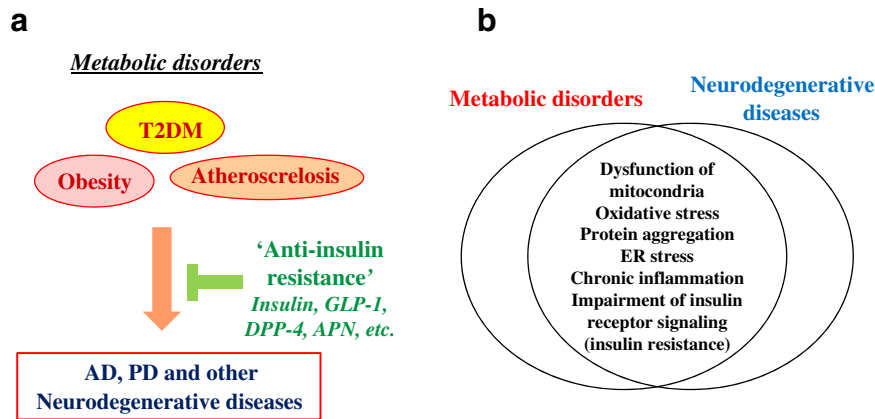 a
Metabolic disorders
T2DM
Obesity
Atheroscrelosis
‘Anti-insulin
resistance’
Insulin, GLP-1,
DPP-4, APN, etc.
AD, PD and other
Neurodegenerative diseases
b
Metabolic disorders
Neurodegenerative
diseases
Dysfunction of
mitocondria
Oxidative stress
Protein aggregation
ER stress
Chronic inflammation
Impairment of insulin
receptor signaling
(insulin resistance)